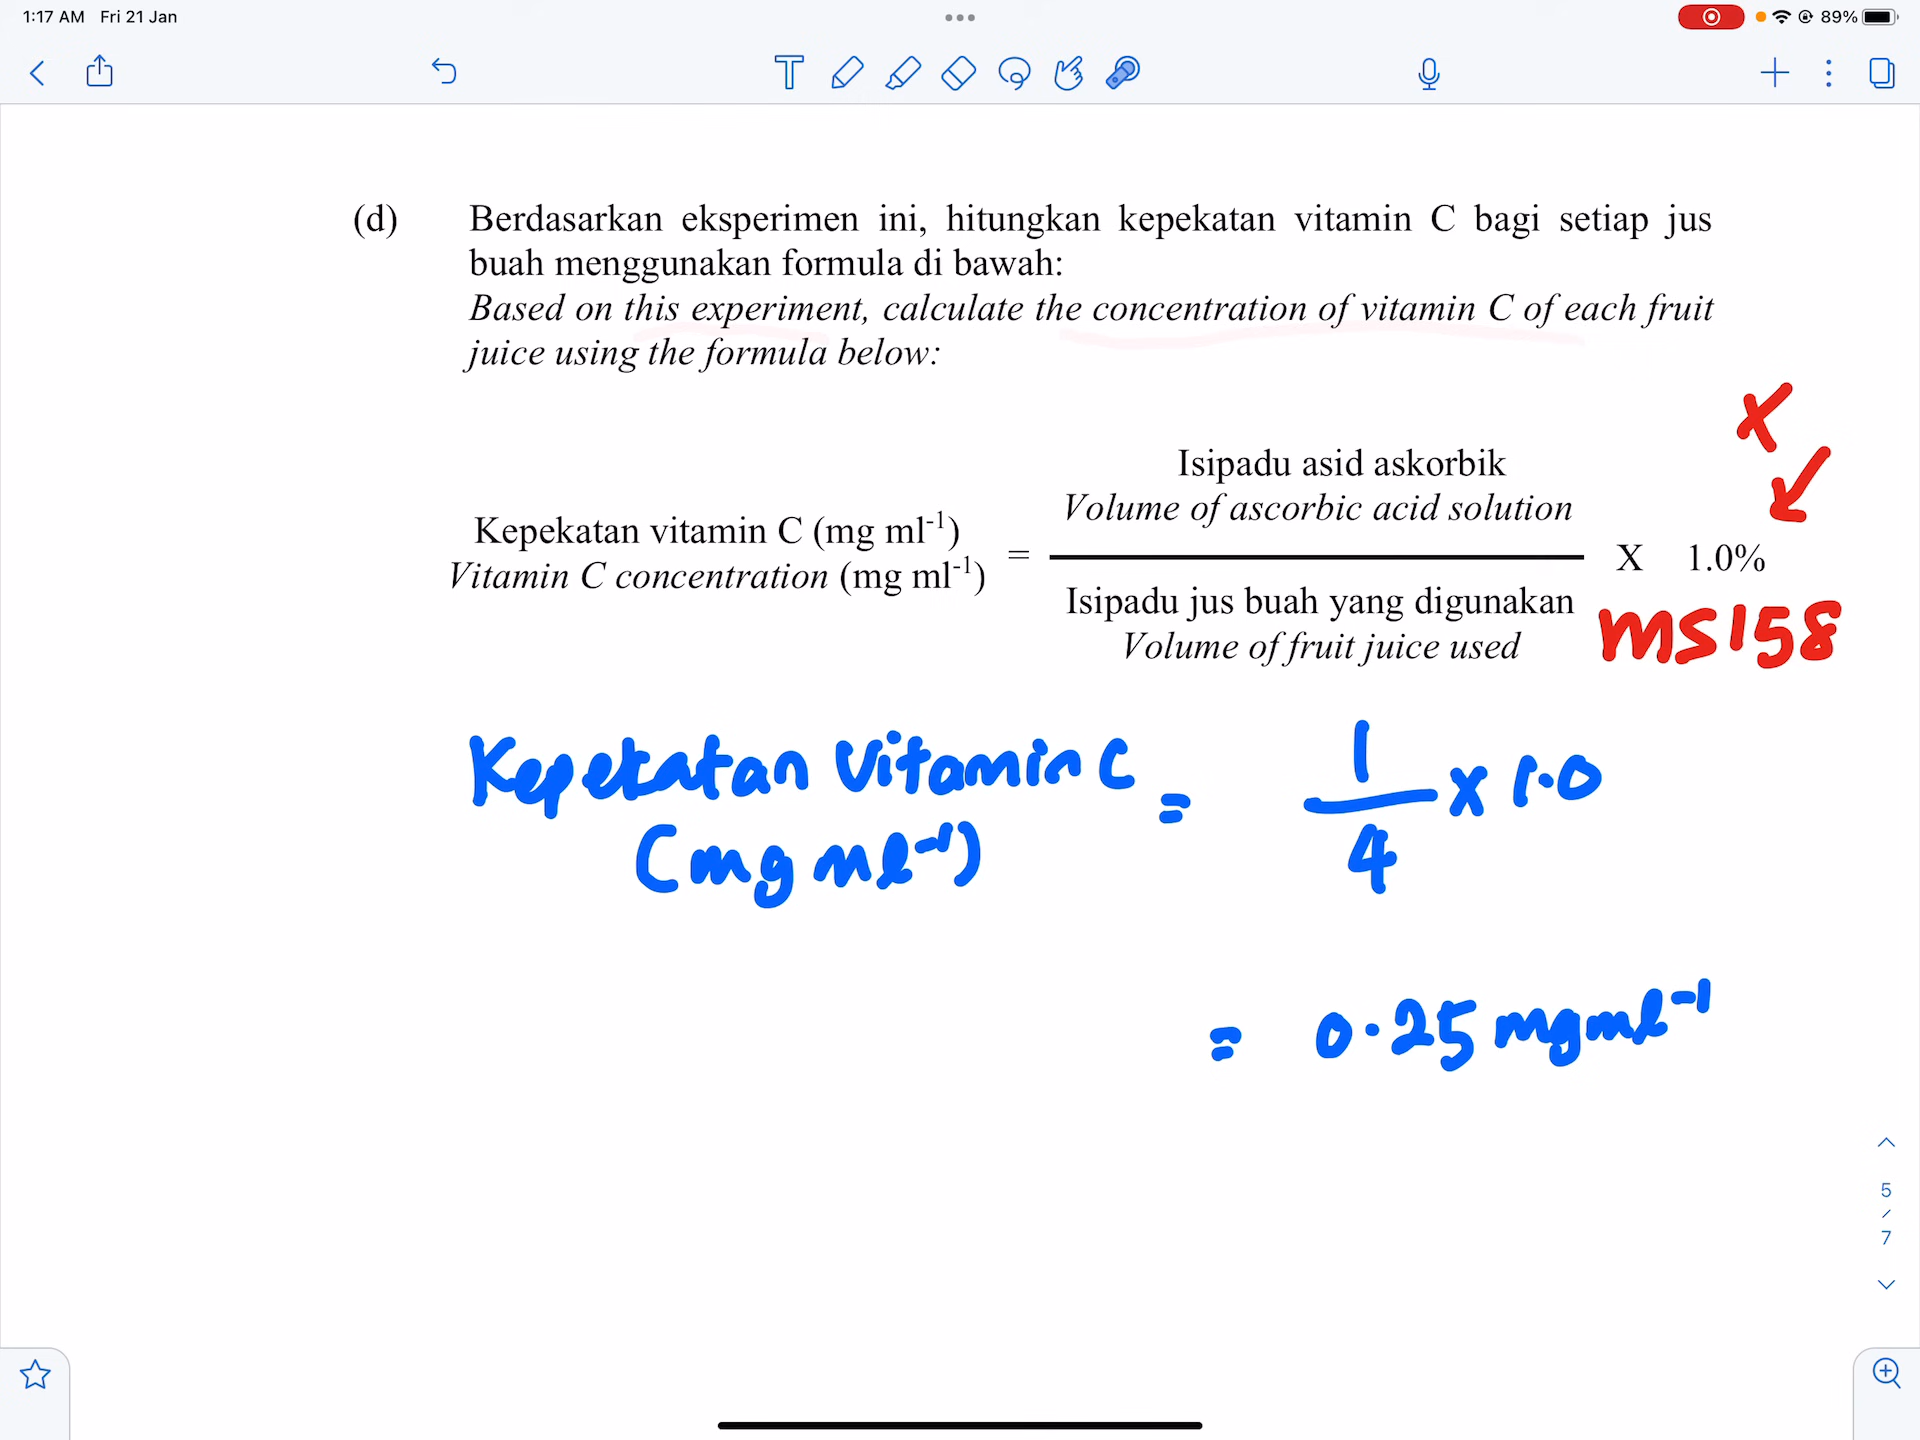 1:17 AM Fri 21 Jan
89%
(d) Berdasarkan eksperimen ini, hitungkan kepekatan vitamin C bagi setiap jus
buah menggunakan formula di bawah:
Based on this experiment, calculate the concentration of vitamin C of each fruit
juice using the formula below:
Isipadu asid askorbik
Volume of ascorbic acid solution
Kepekatan vitamin C (mg ml⁻¹)
Vitamin C concentration (mg ml⁻¹)
= X 1.0%
Isipadu jus buah yang digunakan
Volume of fruit juice used
x
ms158
Kepekatan Vitamin C = 1/4 x 1.0
(mg ml⁻¹)
= 0.25 mg ml⁻¹
5
/
7